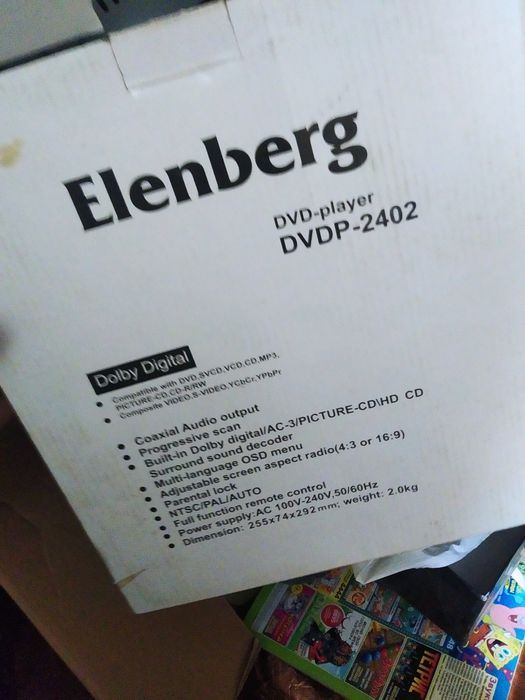 Elenberg
DVD-player
DVDP-2402
Dolby Digital
• Compatible with DVD,SVCD,VCD,CD,MP3,
PICTURE-CD,CD-R/RW
• Composite VIDEO,S-VIDEO,YCbCr,YPbPr
• Coaxial Audio output
• Progressive scan
• Built-in Dolby digital/AC-3/PICTURE-CD\HD CD
• Surround sound decoder
• Multi-language OSD menu
• Adjustable screen aspect radio(4:3 or 16:9)
• Parental lock
• NTSC/PAL/AUTO
• Full function remote control
• Power supply:AC 100V-240V,50/60Hz
• Dimension: 255x74x292mm; weight: 2.0kg